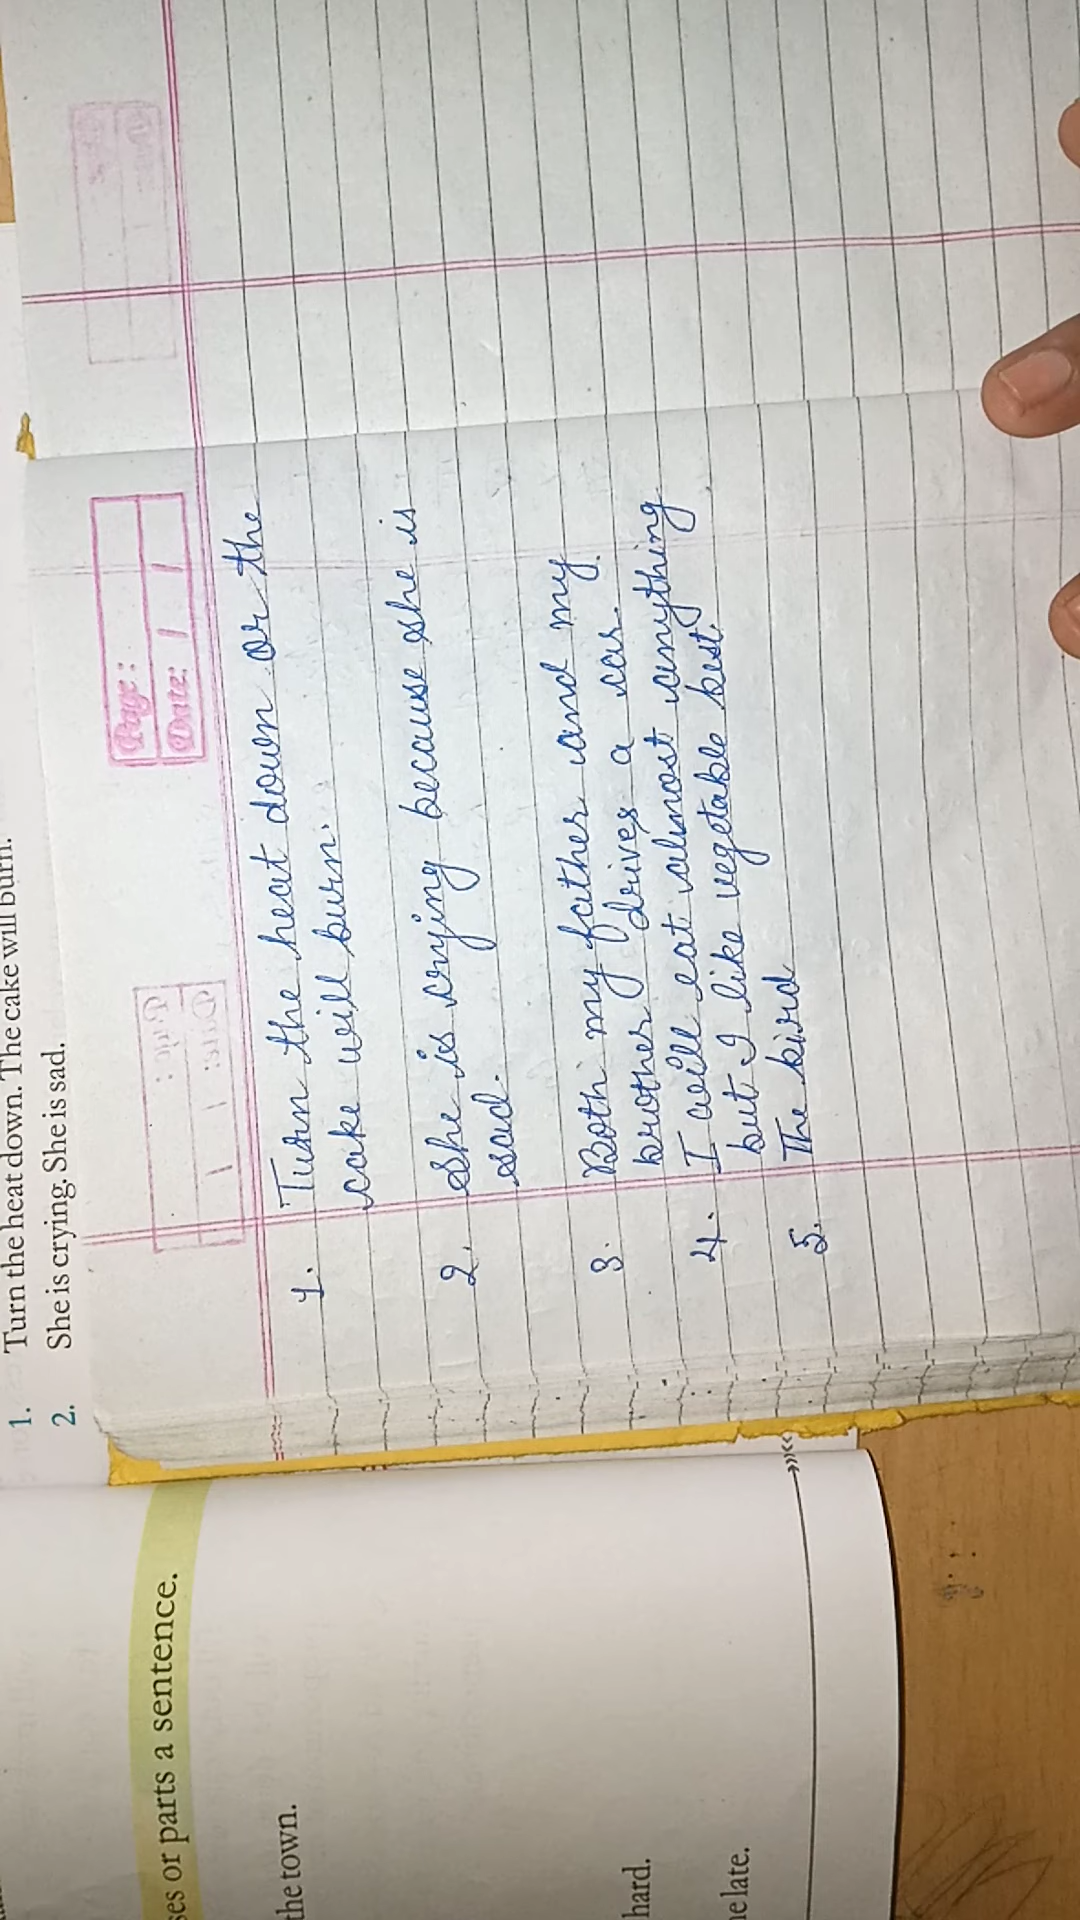 1. Turn the heat down. The cake will burn.
2. She is crying. She is sad.
Page:
Date: / /
1. Turn the heat down or the
cake will burn.
2. She is crying because she is
sad.
3. Both my father and my
brother drives a car.
4. I will eat almost anything
but I like vegetable best.
5. The bird
ses or parts a sentence.
the town.
hard.
he late.